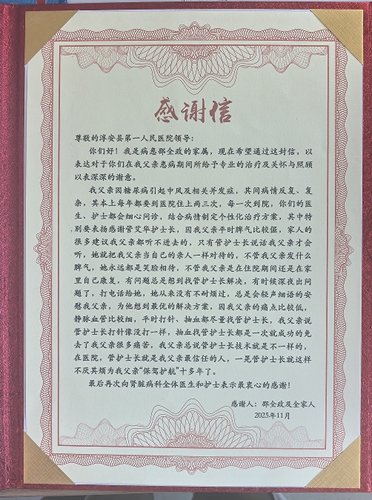 感谢信
尊敬的淳安县第一人民医院领导：
你们好！我是病患邵全政的家属，现在希望通过这封信，以
表达对于你们在我父亲患病期间所给予专业的治疗及关怀与照顾
以表深深的谢念。
我父亲因糖尿病引起中风及相关并发症，其间病情反复、复
杂，其本上每年都要到医院住上两三次，每一次到院，你们的医
生、护士都会细心问诊，结合病情制定个性化治疗方案，其中特
别要表扬感谢管艾华护士长，因为我父亲平时脾气比较倔，家人的
很多建议我父亲都听不进去的，只有管护士长说话我父亲才会
听，她就把我父亲当自己的亲人一样对待的，不管我父亲发什么
脾气，她永远都是笑脸相待，不管我父亲是在住院期间还是在家
里自己康复，有问题总是想到找管护士长解决，有时候深夜出问
题了，打电话给她，她从来没有不耐烦过，总是会轻声细语的安
慰我父亲，为他想到最优的解决方案，因我父亲的痛点比较低，
静脉血管比较细，平时打针、抽血都尽量找管护士长，我父亲说
管护士长打针像没打一样，抽血找管护士长都是一次就成功的免
去了我父亲很多痛苦，我父亲总说管护士长技术就是不一样的，
在医院，管护士长就是我父亲最信任的人，一晃管护士长就这样
不厌其烦为我父亲“保驾护航”十多年了。
最后再次向肾脏病科全体医生和护士表示最衷心的感谢！
感谢人：邵全政及全家人
2025年11月